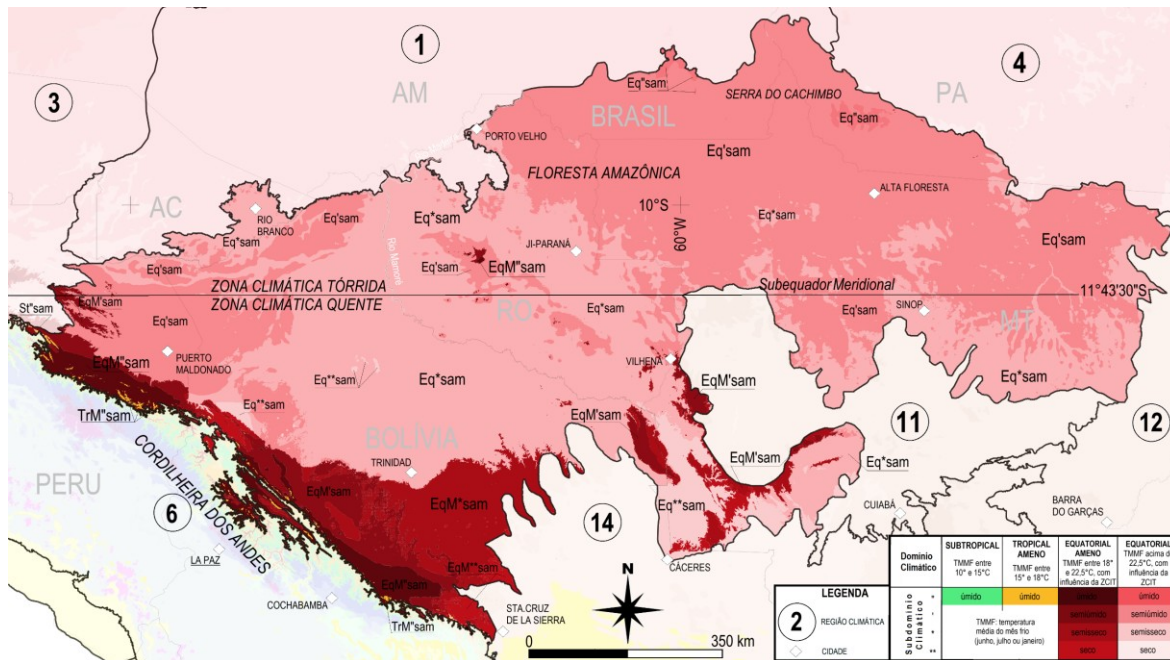 1
3
4
AM
Eq*sam
BRASIL
SERRA DO CACHIMBO
PA
Eq*sam
PORTO VELHO
Eq'sam
FLORESTA AMAZÔNICA
ALTA FLORESTA
AC
RIO
BRANCO
Eq'sam
Eq*sam
10°S
60°W
Eq*sam
Eq*sam
JI-PARANÁ
Eq'sam
Eq'sam
Eq'sam
EqM"sam
ZONA CLIMÁTICA TÓRRIDA
ZONA CLIMÁTICA QUENTE
Rio Mamoré
Subequador Meridional
11°43'30"S
St"sam
EqM'sam
RO
Eq*sam
Eq'sam
SINOP
MT
Eq'sam
EqM"sam
PUERTO
MALDONADO
VILHENA
Eq**sam
Eq*sam
EqM'sam
Eq*sam
Eq**sam
TrM"sam
EqM'sam
11
12
BOLÍVIA
TRINIDAD
EqM'sam
Eq*sam
PERU
CORDILHEIRA DOS ANDES
6
EqM'sam
EqM*sam
Eq**sam
14
CUIABÁ
BARRA
DO GARÇAS
LA PAZ
EqM**sam
CÁCERES
EqM"sam
COCHABAMBA
TrM"sam
STA.CRUZ
DE LA SIERRA
N
0
350 km
LEGENDA
2
REGIÃO CLIMÁTICA
CIDADE
Domínio
Climático
SUBTROPICAL
TMMF entre
10° e 15°C
TROPICAL
AMENO
TMMF entre
15° e 18°C
EQUATORIAL
AMENO
TMMF entre 18°
e 22,5°C, com
influência da ZCIT
EQUATORIAL
TMMF acima d
22,5°C, com
influência da
ZCIT
Subdomínio
Climático
"
úmido
úmido
úmido
úmido
'
semiúmido
semiúmido
*
semisseco
semisseco
**
seco
seco
TMMF: temperatura
média do mês frio
(junho, julho ou janeiro)